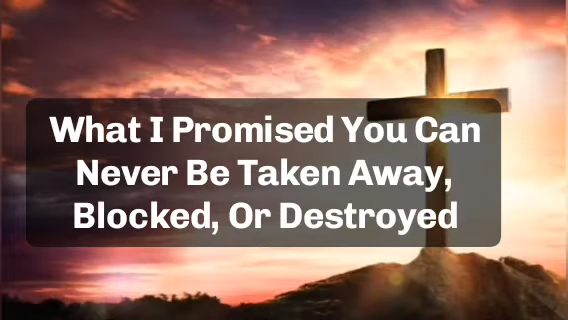 What I Promised You Can
Never Be Taken Away,
Blocked, Or Destroyed